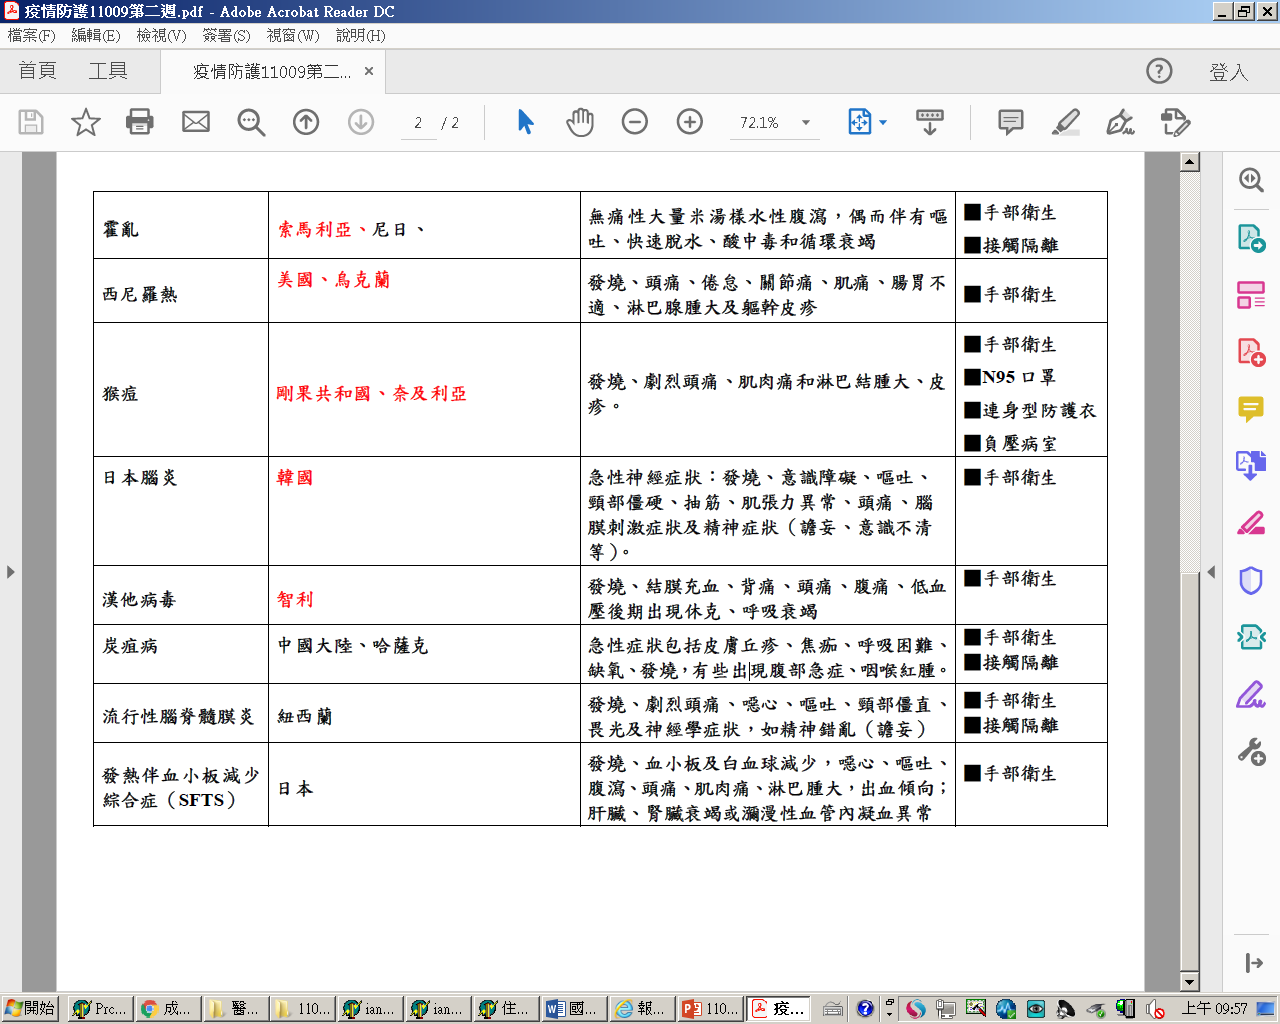 疫情防護11009第二週.pdf - Adobe Acrobat Reader DC
檔案(F) 編輯(E) 檢視(V) 簽署(S) 視窗(W) 說明(H)
首頁 工具 疫情防護11009第二... × 登入
2 / 2 72.1%
霍亂
索馬利亞、尼日、
無痛性大量米湯樣水性腹瀉，偶而伴有嘔
吐、快速脫水、酸中毒和循環衰竭
■手部衛生
■接觸隔離
西尼羅熱
美國、烏克蘭
發燒、頭痛、倦怠、關節痛、肌痛、腸胃不
適、淋巴腺腫大及軀幹皮疹
■手部衛生
猴痘
剛果共和國、奈及利亞
發燒、劇烈頭痛、肌肉痛和淋巴結腫大、皮
疹。
■手部衛生
■N95 口罩
■連身型防護衣
■負壓病室
日本腦炎
韓國
急性神經症狀：發燒、意識障礙、嘔吐、
頸部僵硬、抽筋、肌張力異常、頭痛、腦
膜刺激症狀及精神症狀（譫妄、意識不清
等）。
■手部衛生
漢他病毒
智利
發燒、結膜充血、背痛、頭痛、腹痛、低血
壓後期出現休克、呼吸衰竭
■手部衛生
炭疽病
中國大陸、哈薩克
急性症狀包括皮膚丘疹、焦痂、呼吸困難、
缺氧、發燒，有些出現腹部急症、咽喉紅腫。
■手部衛生
■接觸隔離
流行性腦脊髓膜炎
紐西蘭
發燒、劇烈頭痛、噁心、嘔吐、頸部僵直、
畏光及神經學症狀，如精神錯亂（譫妄）
■手部衛生
■接觸隔離
發熱伴血小板減少
綜合症（SFTS）
日本
發燒、血小板及白血球減少，噁心、嘔吐、
腹瀉、頭痛、肌肉痛、淋巴腫大，出血傾向；
肝臟、腎臟衰竭或瀰漫性血管內凝血異常
■手部衛生
開始 Prc... 成... 醫... 110... ian... ian... 住... 國... 報... 110... 疫... 上午 09:57